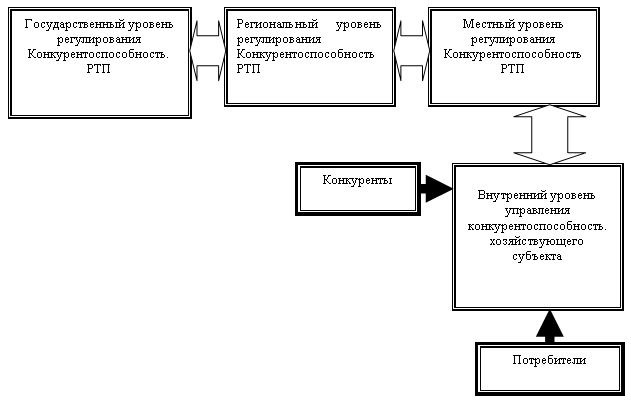 Государственный уровень
регулирования
Конкурентоспособность.
РТП
Региональный уровень
регулирования
Конкурентоспособность
РТП
Местный уровень
регулирования
Конкурентоспособность
РТП
Конкуренты
Внутренний уровень
управления
конкурентоспособность.
хозяйствующего
субъекта
Потребители